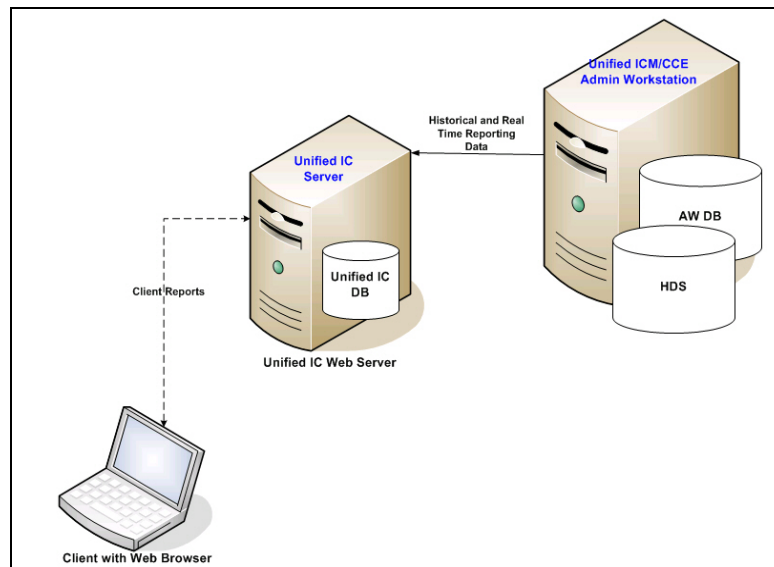 Unified ICM/CCE
Admin Workstation
Historical and Real
Time Reporting
Data
Unified IC
Server
AW DB
Unified IC
DB
HDS
Client Reports
Unified IC Web Server
Client with Web Browser